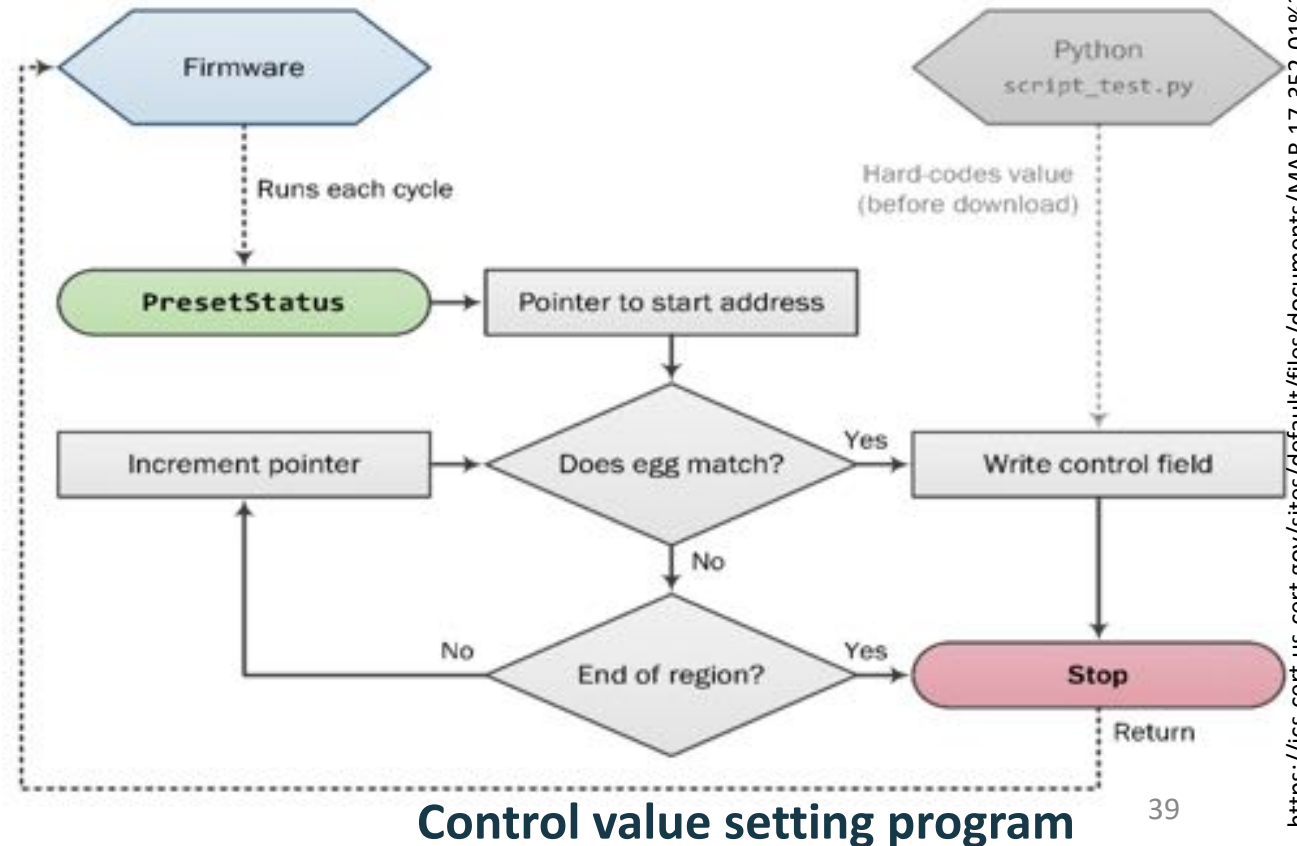 Firmware
Python
script_test.py
Runs each cycle
Hard-codes value
(before download)
PresetStatus
Pointer to start address
Increment pointer
Does egg match?
Yes
Write control field
No
No
End of region?
Yes
Stop
Return
Control value setting program
39